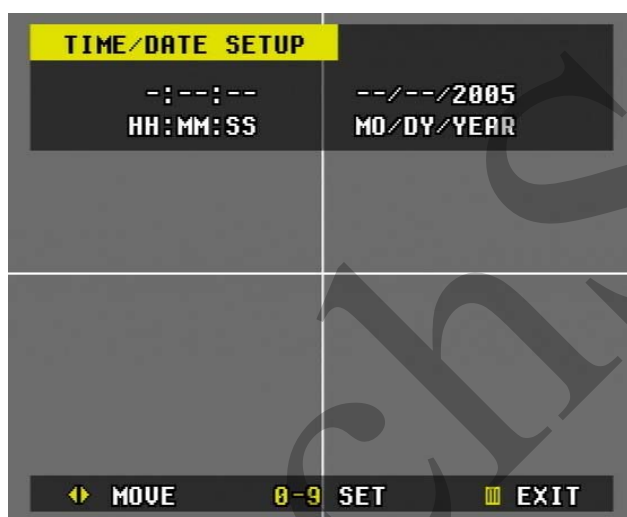 TIME/DATE SETUP
-:--:-- --/--/2005
HH:MM:SS MO/DY/YEAR
MOVE 0-9 SET EXIT